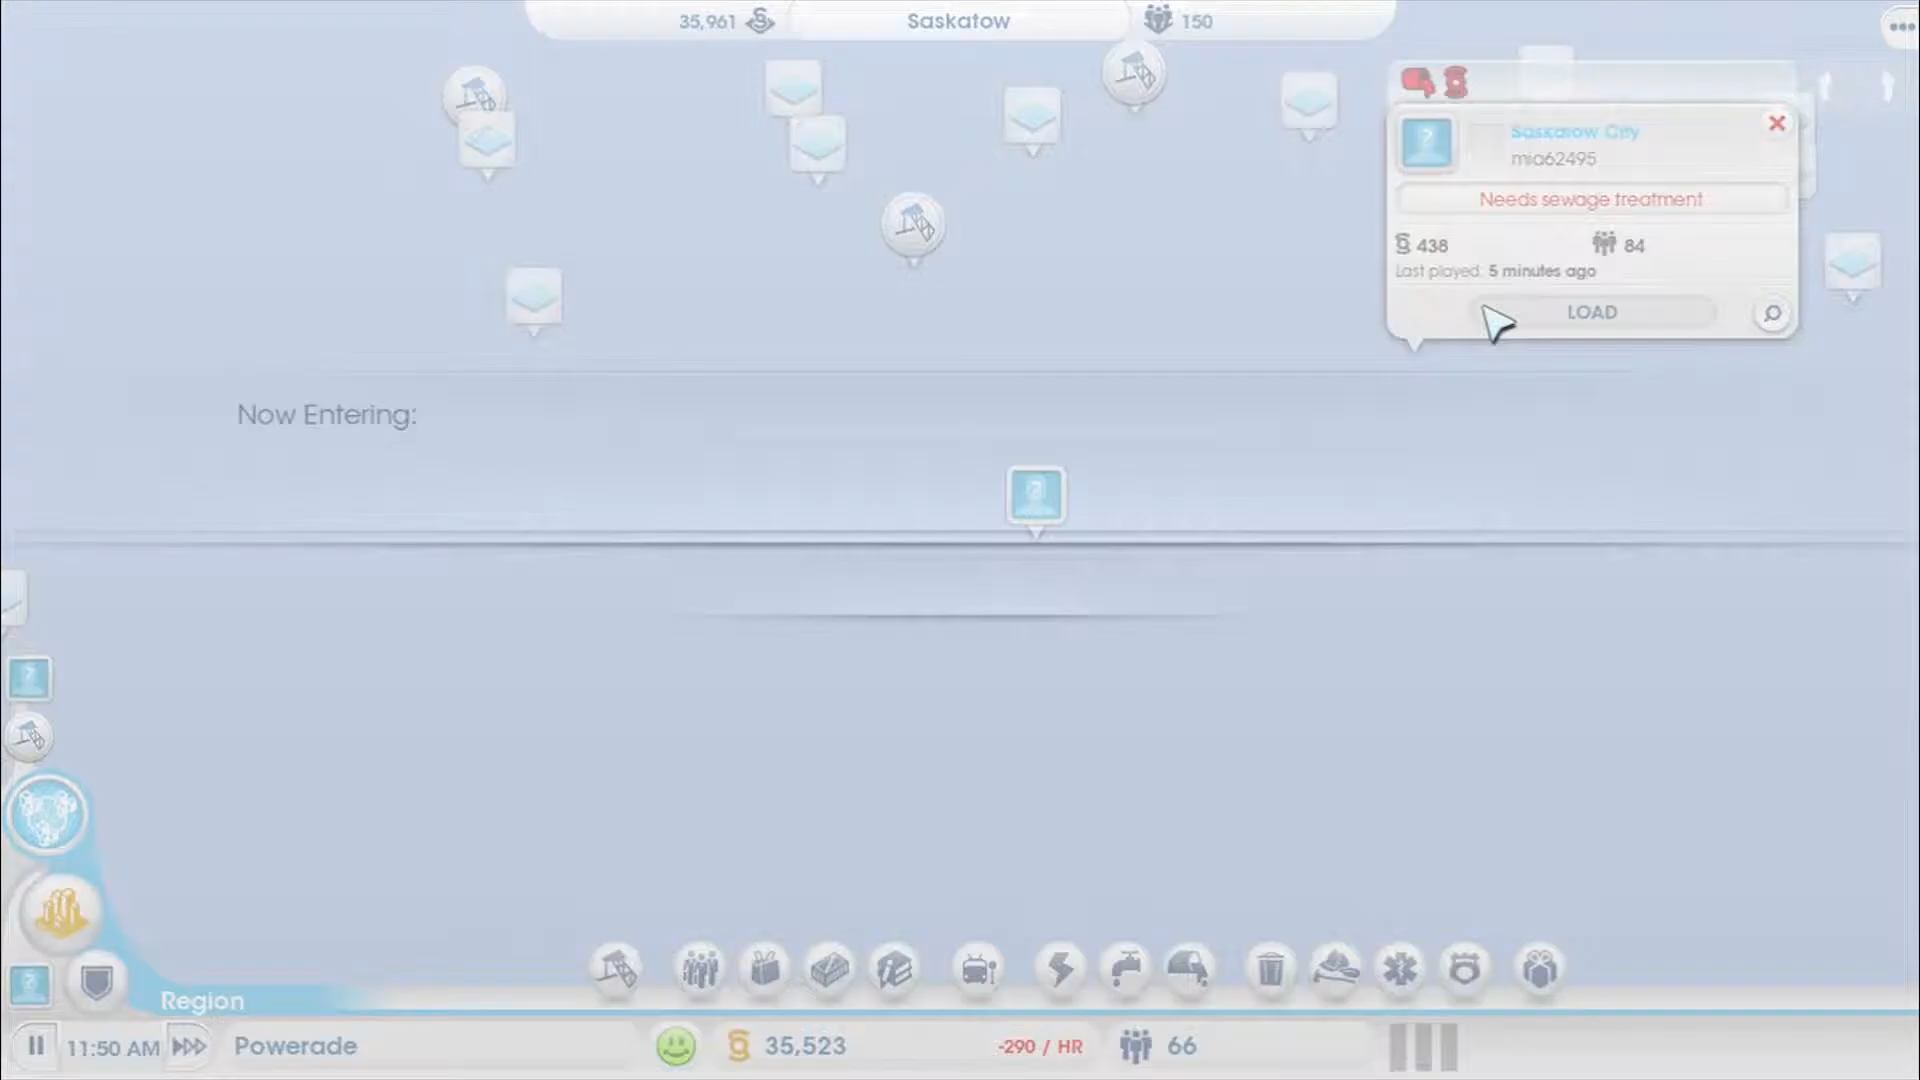 35,961
Saskatow
150
Saskatow City
mia62495
Needs sewage treatment
438
84
Last played: 5 minutes ago
LOAD
Now Entering:
Region
11:50 AM
Powerade
35,523
-290 / HR
66